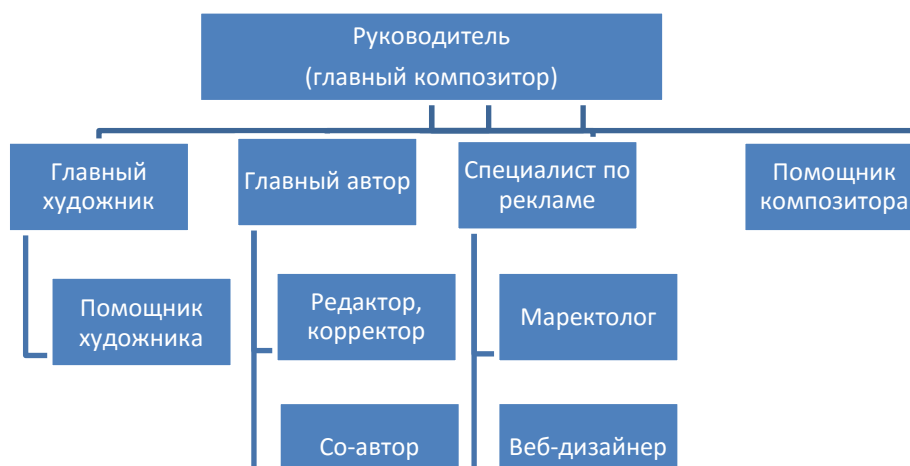 Руководитель
(главный композитор)
Главный
художник
Главный автор
Специалист по
рекламе
Помощник
композитора
Помощник
художника
Редактор,
корректор
Маректолог
Со-автор
Веб-дизайнер